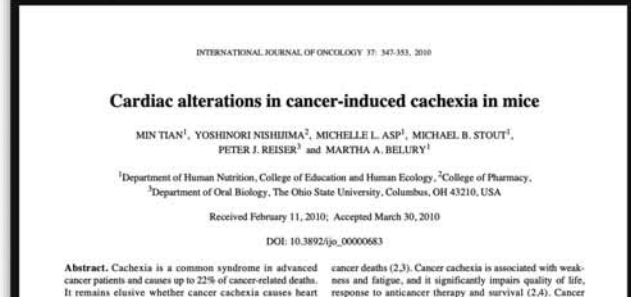 INTERNATIONAL JOURNAL OF ONCOLOGY 37: 347-353, 2010
Cardiac alterations in cancer-induced cachexia in mice
MIN TIAN1, YOSHINORI NISHIJIMA2, MICHELLE L. ASP1, MICHAEL B. STOUT1,
PETER J. REISER3 and MARTHA A. BELURY1
1Department of Human Nutrition, College of Education and Human Ecology, 2College of Pharmacy,
3Department of Oral Biology, The Ohio State University, Columbus, OH 43210, USA
Received February 11, 2010; Accepted March 30, 2010
DOI: 10.3892/ijo_00000683
Abstract. Cachexia is a common syndrome in advanced
cancer patients and causes up to 22% of cancer-related deaths.
It remains elusive whether cancer cachexia causes heart
cancer deaths (2,3). Cancer cachexia is associated with weak-
ness and fatigue, and it significantly impairs quality of life,
response to anticancer therapy and survival (2,4). Cancer